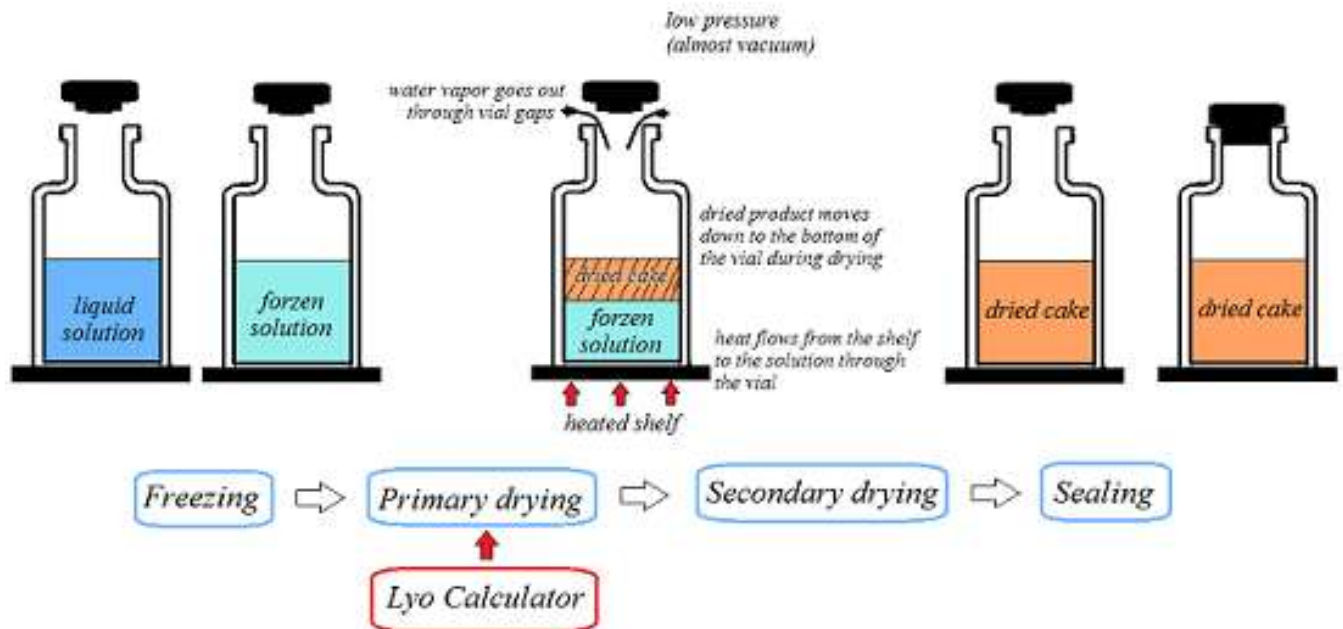 low pressure
(almost vacuum)
water vapor goes out
through vial gaps
liquid
solution
forzen
solution
dried product moves
down to the bottom of
the vial during drying
dried cake
forzen
solution
heat flows from the shelf
to the solution through
the vial
heated shelf
dried cake
dried cake
Freezing
Primary drying
Secondary drying
Sealing
Lyo Calculator